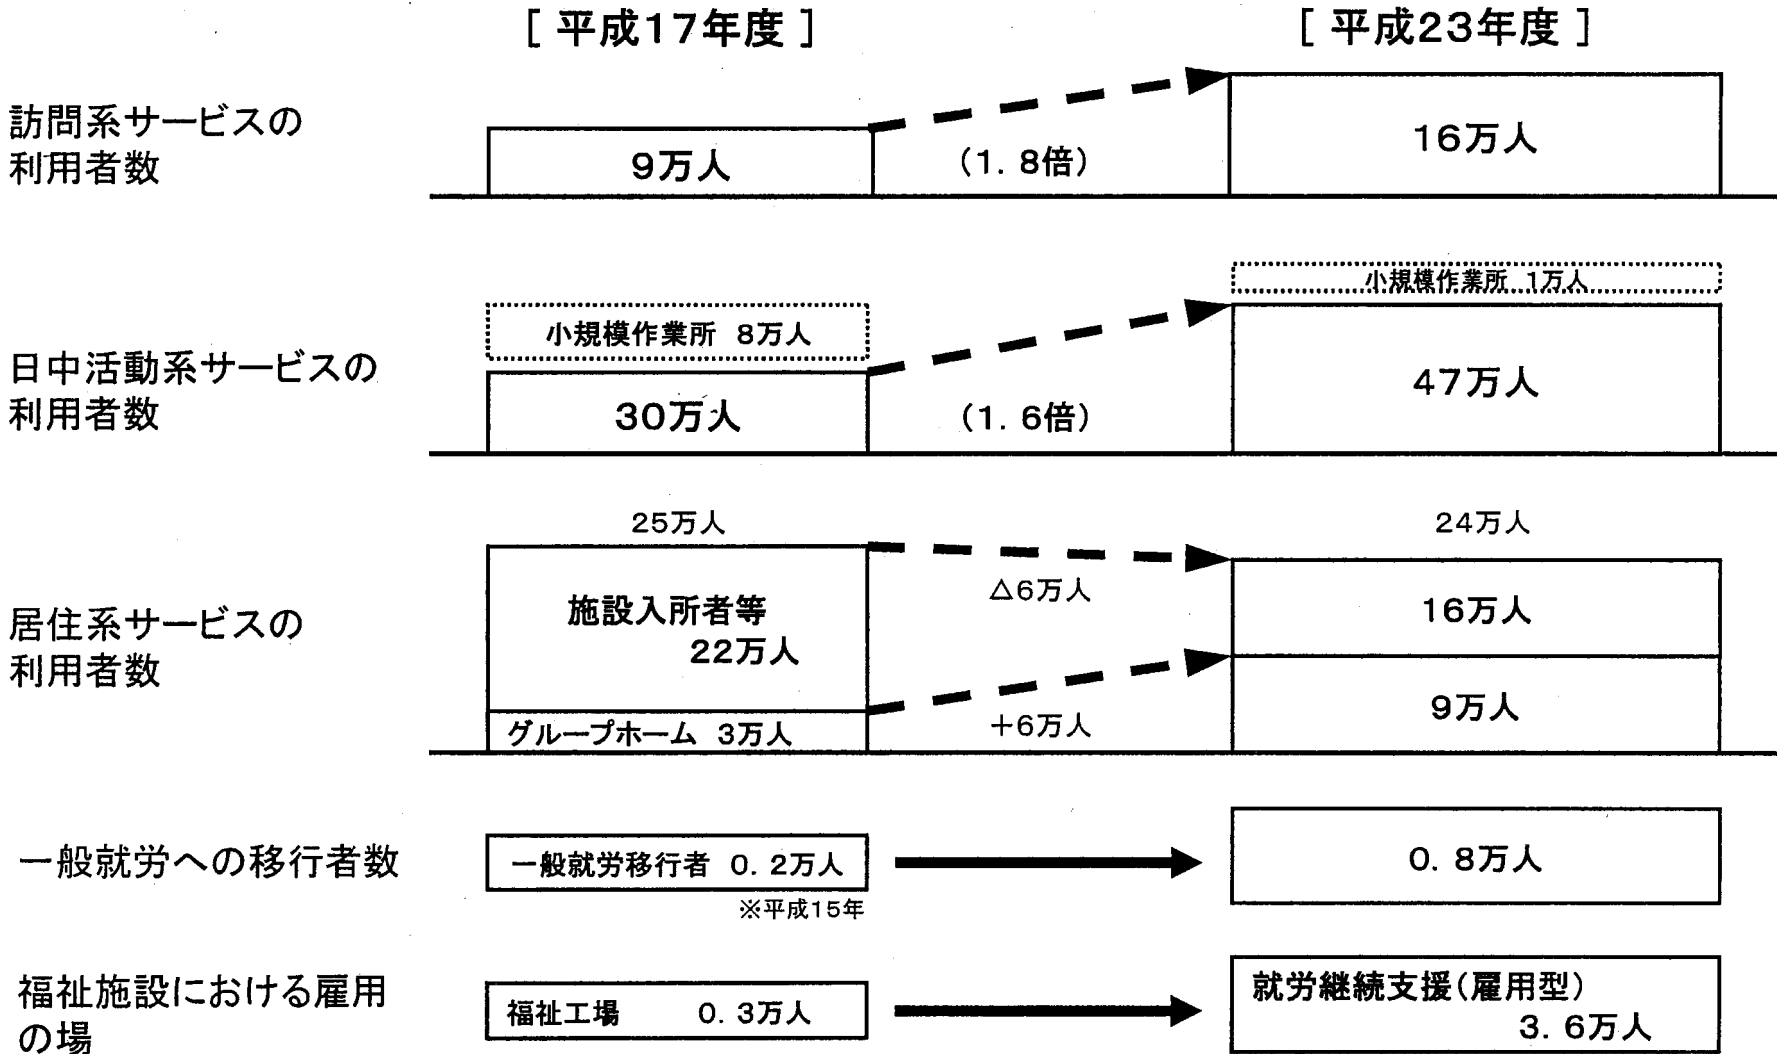 [ 平成17年度 ]
[ 平成23年度 ]
訪問系サービスの
利用者数
9万人
(1. 8倍)
16万人
日中活動系サービスの
利用者数
小規模作業所 8万人
30万人
(1. 6倍)
小規模作業所 1万人
47万人
居住系サービスの
利用者数
25万人
施設入所者等
22万人
グループホーム 3万人
△6万人
+6万人
24万人
16万人
9万人
一般就労への移行者数
一般就労移行者 0. 2万人
※平成15年
0. 8万人
福祉施設における雇用
の場
福祉工場 0. 3万人
就労継続支援(雇用型)
3. 6万人